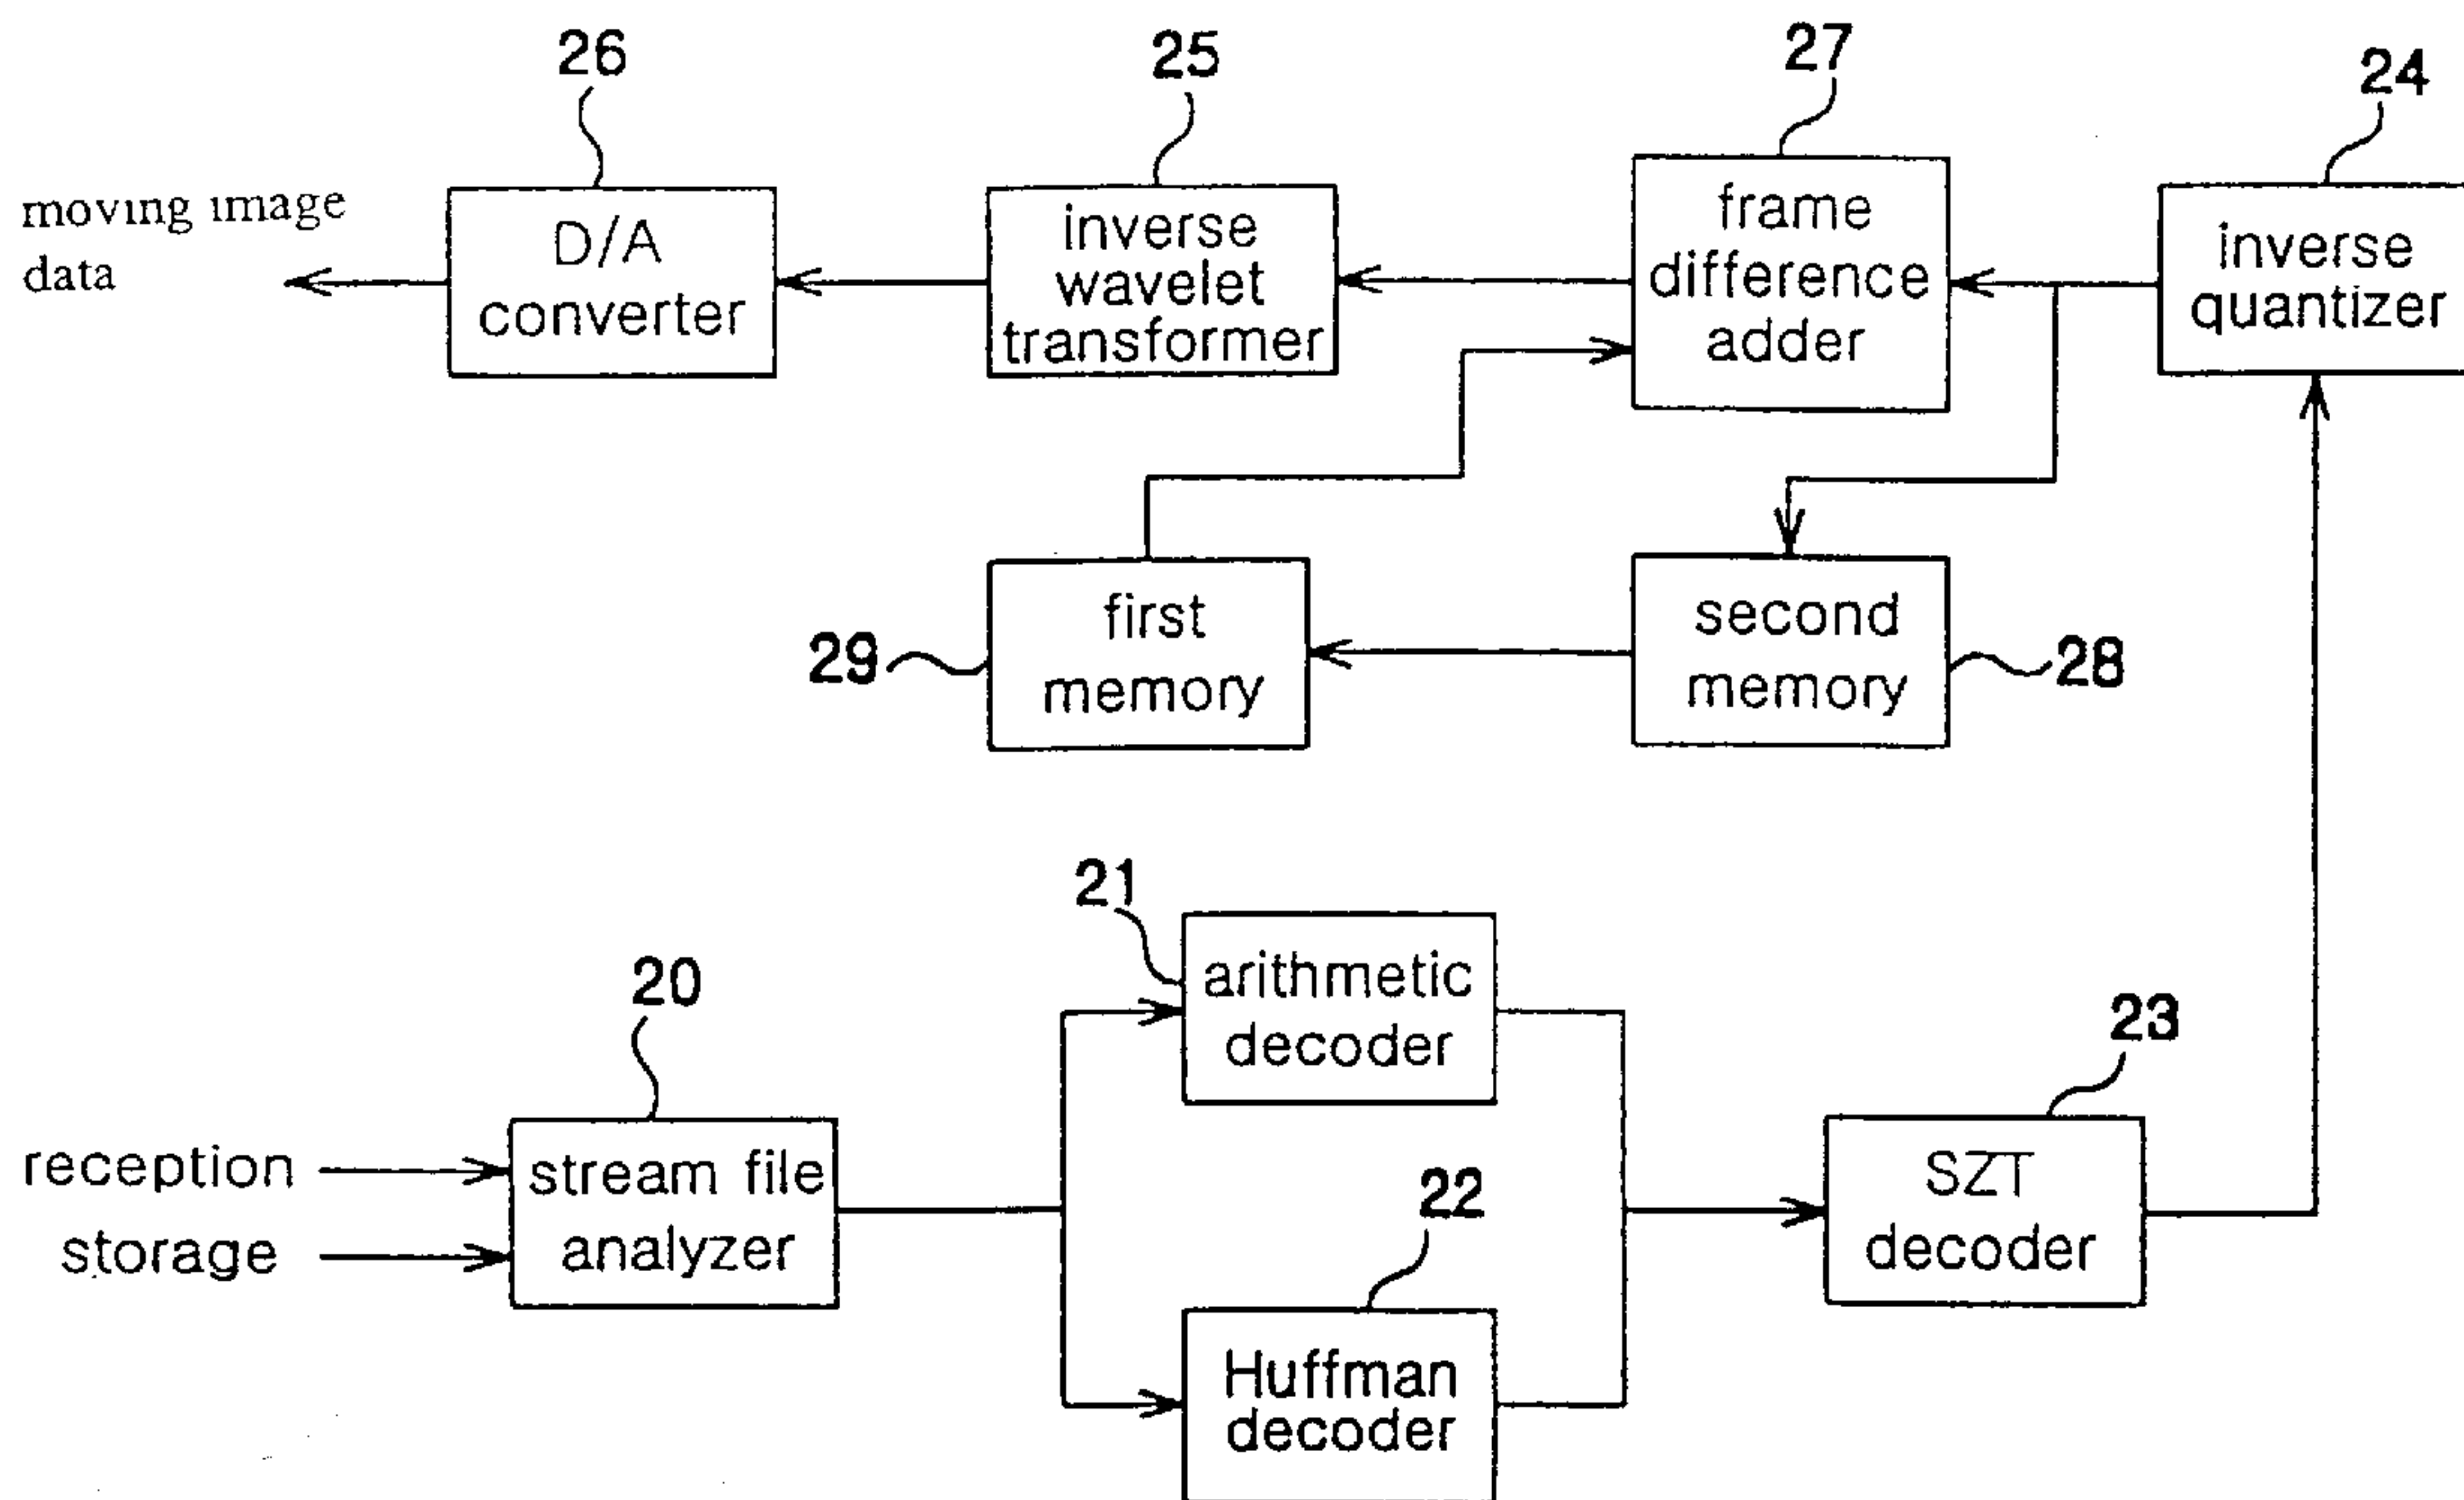 26
25
27
24
moving image
data
D/A
converter
inverse
wavelet
transformer
frame
difference
adder
inverse
quantizer
29
first
memory
second
memory
28
21
arithmetic
decoder
20
23
reception
storage
stream file
analyzer
22
SZT
decoder
Huffman
decoder